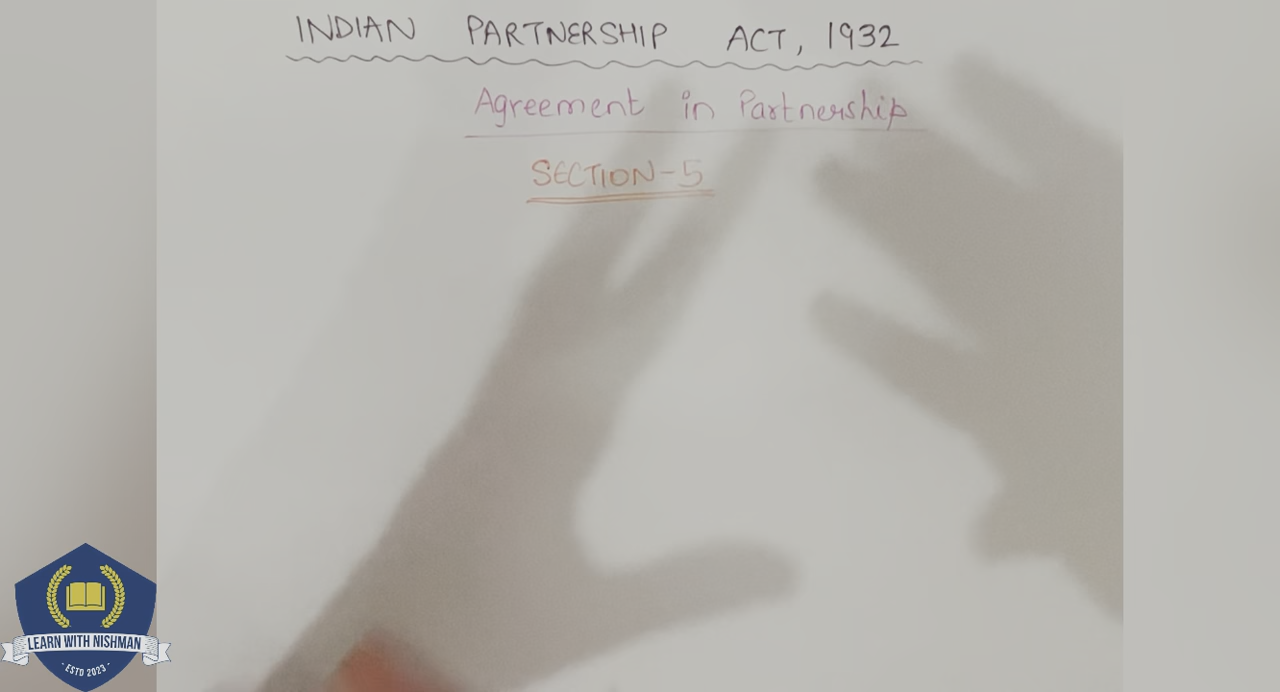 INDIAN PARTNERSHIP ACT, 1932
Agreement in Partnership
SECTION-5
LEARN WITH NISHMAN
- ESTD 2023 -